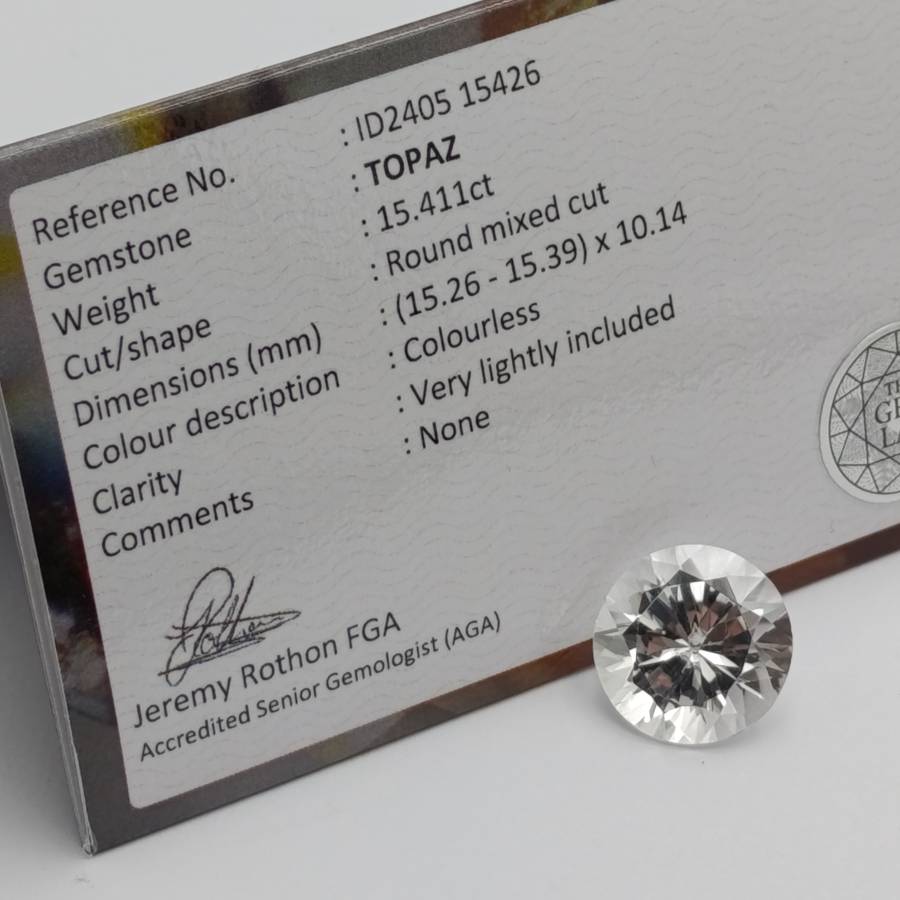 Reference No. : ID2405 15426
Gemstone : TOPAZ
Weight : 15.411ct
Cut/shape : Round mixed cut
Dimensions (mm) : (15.26 - 15.39) x 10.14
Colour description : Colourless
Clarity : Very lightly included
Comments : None
Jeremy Rothon FGA
Accredited Senior Gemologist (AGA)